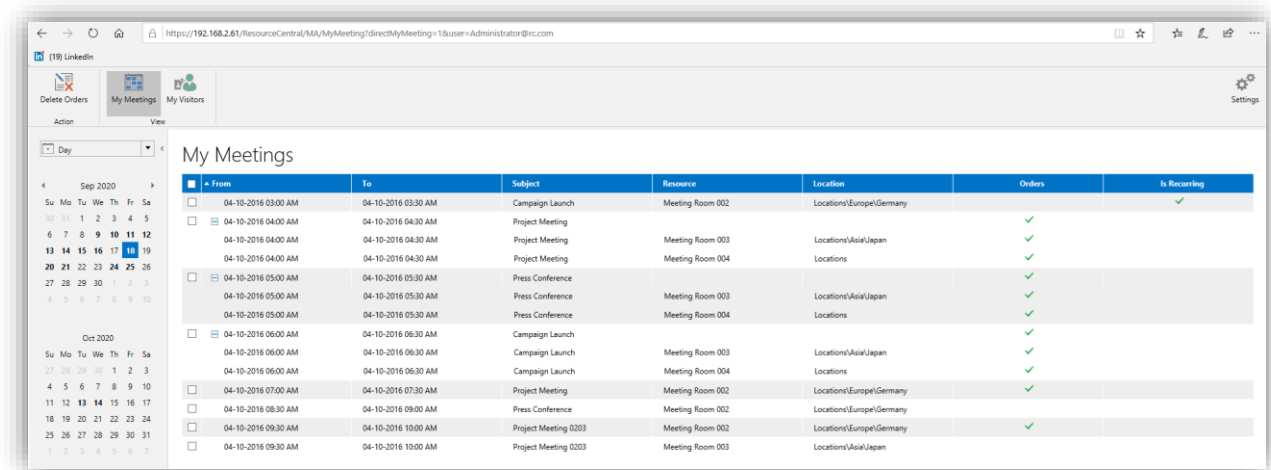 https://192.168.2.61/ResourceCentral/MA/MyMeeting?directMyMeeting=1&user=Administrator@rc.com
in (19) LinkedIn
Delete Orders My Meetings My Visitors Settings
Action View
Day
My Meetings
Sep 2020
Su Mo Tu We Th Fr Sa
30 31 1 2 3 4 5
6 7 8 9 10 11 12
13 14 15 16 17 18 19
20 21 22 23 24 25 26
27 28 29 30 1 2 3
4 5 6 7 8 9 10
Oct 2020
Su Mo Tu We Th Fr Sa
27 28 29 30 1 2 3
4 5 6 7 8 9 10
11 12 13 14 15 16 17
18 19 20 21 22 23 24
25 26 27 28 29 30 31
1 2 3 4 5 6 7
From To Subject Resource Location Orders Is Recurring
04-10-2016 03:00 AM 04-10-2016 03:30 AM Campaign Launch Meeting Room 002 Locations\Europe\Germany
04-10-2016 04:00 AM 04-10-2016 04:30 AM Project Meeting
04-10-2016 04:00 AM 04-10-2016 04:30 AM Project Meeting Meeting Room 003 Locations\Asia\Japan
04-10-2016 04:00 AM 04-10-2016 04:30 AM Project Meeting Meeting Room 004 Locations
04-10-2016 05:00 AM 04-10-2016 05:30 AM Press Conference
04-10-2016 05:00 AM 04-10-2016 05:30 AM Press Conference Meeting Room 003 Locations\Asia\Japan
04-10-2016 05:00 AM 04-10-2016 05:30 AM Press Conference Meeting Room 004 Locations
04-10-2016 06:00 AM 04-10-2016 06:30 AM Campaign Launch
04-10-2016 06:00 AM 04-10-2016 06:30 AM Campaign Launch Meeting Room 003 Locations\Asia\Japan
04-10-2016 06:00 AM 04-10-2016 06:30 AM Campaign Launch Meeting Room 004 Locations
04-10-2016 07:00 AM 04-10-2016 07:30 AM Project Meeting Meeting Room 002 Locations\Europe\Germany
04-10-2016 08:30 AM 04-10-2016 09:00 AM Press Conference Meeting Room 002 Locations\Europe\Germany
04-10-2016 09:30 AM 04-10-2016 10:00 AM Project Meeting 0203 Meeting Room 002 Locations\Europe\Germany
04-10-2016 09:30 AM 04-10-2016 10:00 AM Project Meeting 0203 Meeting Room 003 Locations\Asia\Japan